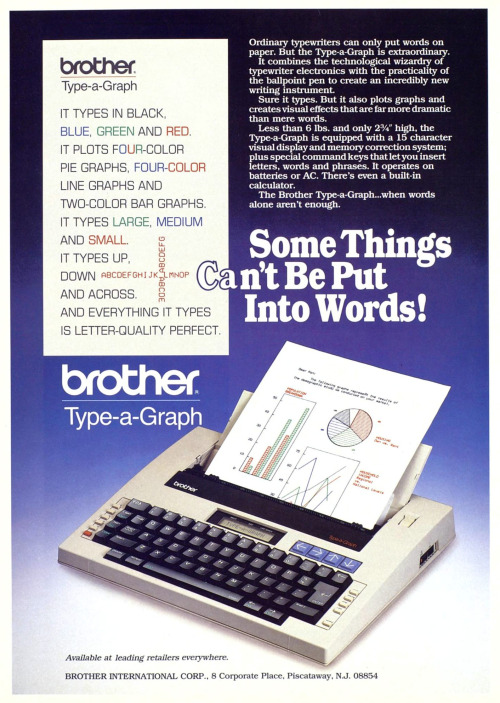 brother.
Type-a-Graph
IT TYPES IN BLACK,
BLUE, GREEN AND RED.
IT PLOTS FOUR-COLOR
PIE GRAPHS, FOUR-COLOR
LINE GRAPHS AND
TWO-COLOR BAR GRAPHS.
IT TYPES LARGE, MEDIUM
AND SMALL.
IT TYPES UP,
DOWN ABCDEFGHIJKLMNOP
ABCDEFG
AND ACROSS.
AND EVERYTHING IT TYPES
IS LETTER-QUALITY PERFECT.
Ordinary typewriters can only put words on
paper. But the Type-a-Graph is extraordinary.
It combines the technological wizardry of
typewriter electronics with the practicality of
the ballpoint pen to create an incredibly new
writing instrument.
Sure it types. But it also plots graphs and
creates visual effects that are far more dramatic
than mere words.
Less than 6 lbs. and only 2¾" high, the
Type-a-Graph is equipped with a 15 character
visual display and memory correction system;
plus special command keys that let you insert
letters, words and phrases. It operates on
batteries or AC. There's even a built-in
calculator.
The Brother Type-a-Graph...when words
alone aren't enough.
Some Things
Can't Be Put
Into Words!
brother.
Type-a-Graph
brother
Available at leading retailers everywhere.
BROTHER INTERNATIONAL CORP., 8 Corporate Place, Piscataway, N.J. 08854